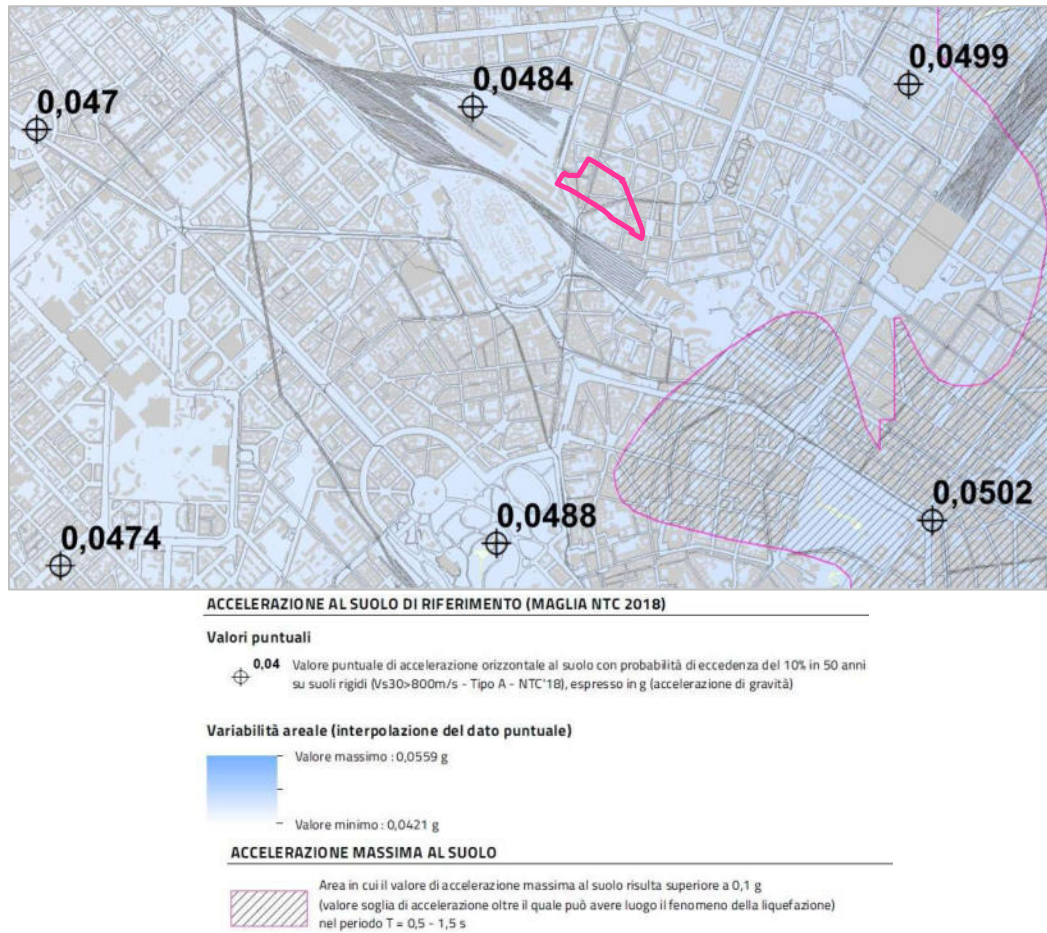 0,047
0,0484
0,0499
0,0474
0,0488
0,0502
ACCELERAZIONE AL SUOLO DI RIFERIMENTO (MAGLIA NTC 2018)
Valori puntuali
0,04 Valore puntuale di accelerazione orizzontale al suolo con probabilità di eccedenza del 10% in 50 anni
su suoli rigidi (Vs30>800m/s - Tipo A - NTC'18), espresso in g (accelerazione di gravità)
Variabilità areale (interpolazione del dato puntuale)
Valore massimo : 0,0559 g
Valore minimo : 0,0421 g
ACCELERAZIONE MASSIMA AL SUOLO
Area in cui il valore di accelerazione massima al suolo risulta superiore a 0,1 g
(valore soglia di accelerazione oltre il quale può avere luogo il fenomeno della liquefazione)
nel periodo T = 0,5 - 1,5 s